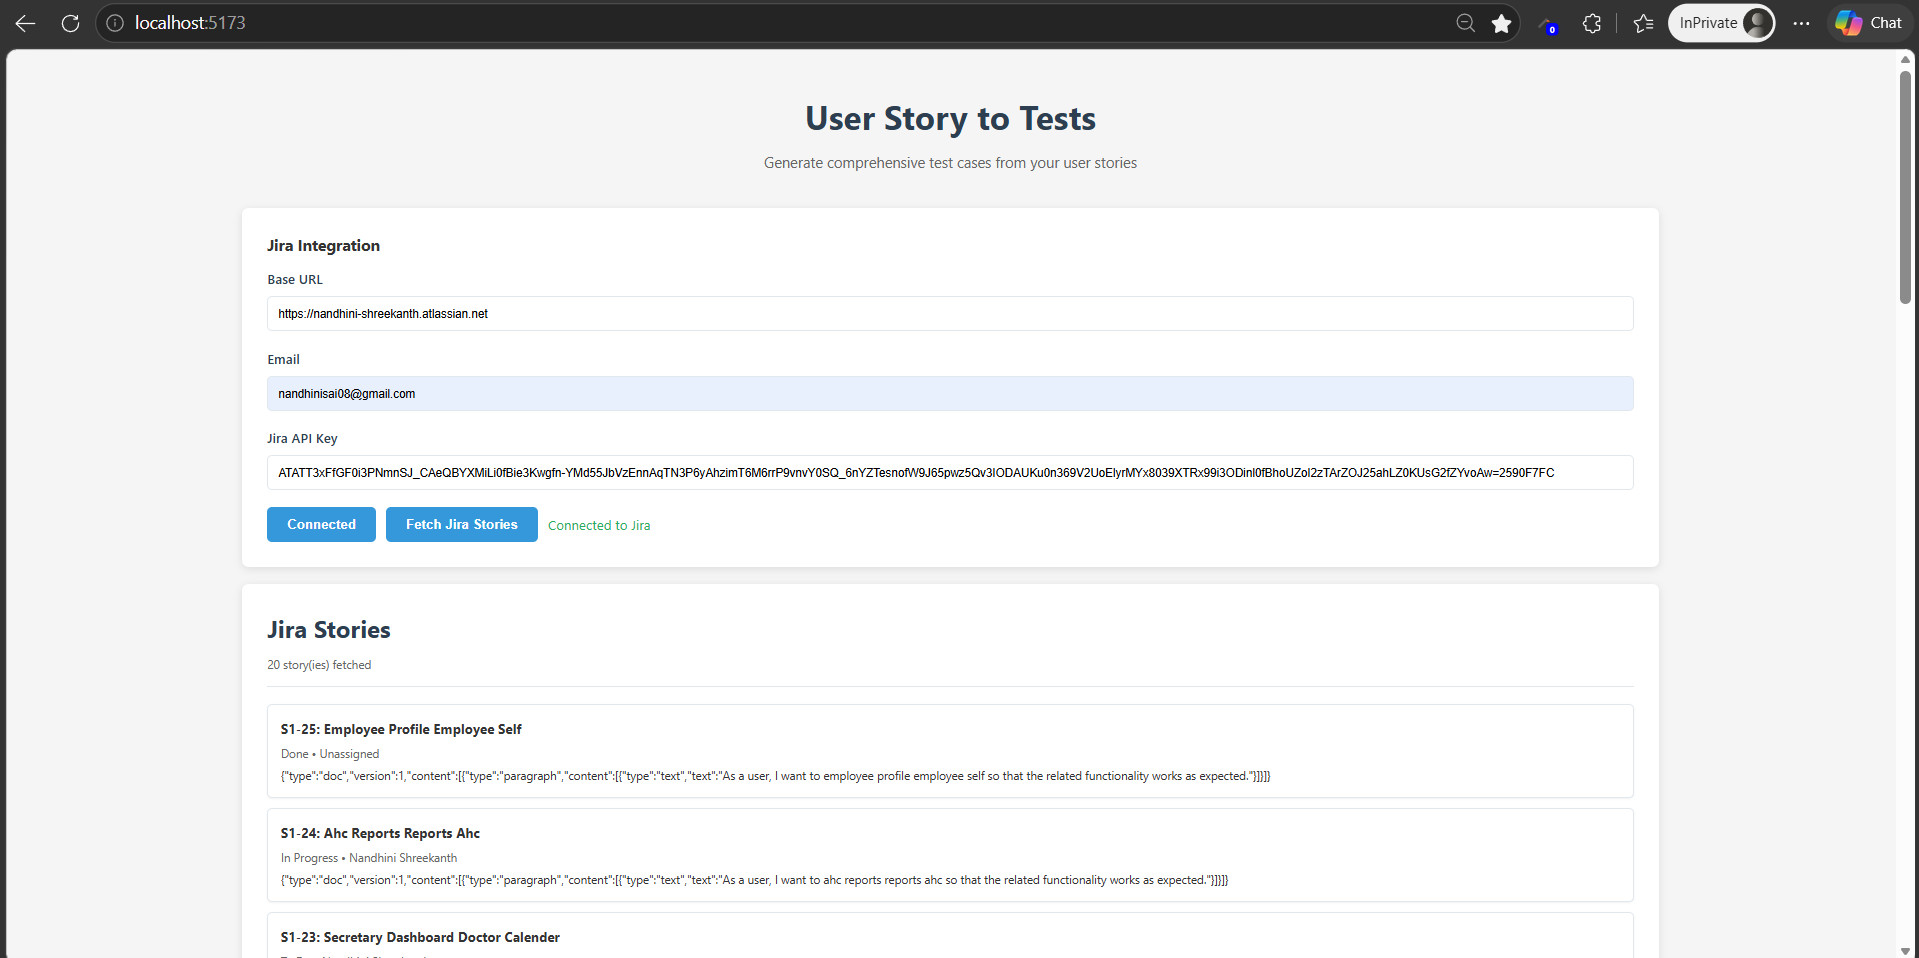 localhost:5173
0
InPrivate
Chat
User Story to Tests
Generate comprehensive test cases from your user stories
Jira Integration
Base URL
https://nandhini-shreekanth.atlassian.net
Email
nandhinisai08@gmail.com
Jira API Key
Connected
Fetch Jira Stories
Connected to Jira
Jira Stories
20 story(ies) fetched
S1-25: Employee Profile Employee Self
Done • Unassigned
{"type":"doc","version":1,"content":[{"type":"paragraph","content":[{"type":"text","text":"As a user, I want to employee profile employee self so that the related functionality works as expected."}]}]}
S1-24: Ahc Reports Reports Ahc
In Progress • Nandhini Shreekanth
{"type":"doc","version":1,"content":[{"type":"paragraph","content":[{"type":"text","text":"As a user, I want to ahc reports reports ahc so that the related functionality works as expected."}]}]}
S1-23: Secretary Dashboard Doctor Calender